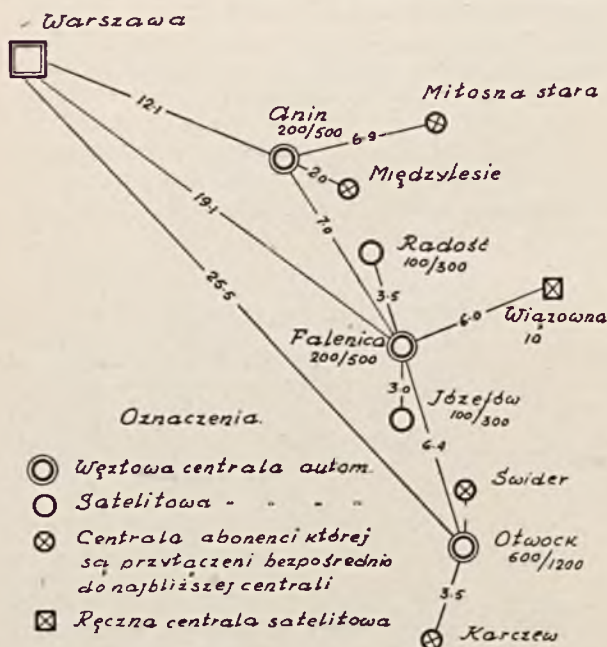 Warszawa
12·1
Anin
200/500
Miłosna stara
6·9
2·0
Międzylesie
19·1
7·0
Radość
100/300
25·5
3·5
6·0
Wiązowna
10
Falenica
200/500
3·0
Józefów
100/300
6·4
Oznaczenia.
Węzłowa centrala autom.
Satelitowa - - - -
Centrala abonenci której
są przyłączeni bezpośrednio
do najbliższej centrali
Ręczna centrala satelitowa
Świder
Otwock
600/1200
3·5
Karczew